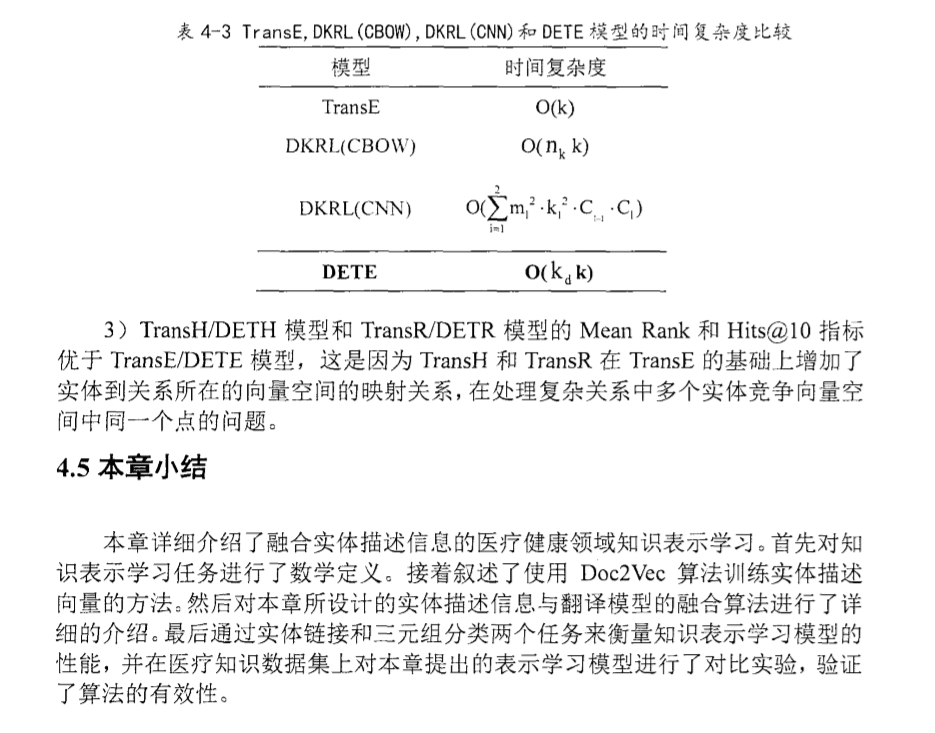 表 4-3 TransE, DKRL(CBOW), DKRL(CNN)和 DETE 模型的时间复杂度比较
模型 时间复杂度
TransE O(k)
DKRL(CBOW) O(n_k k)
DKRL(CNN) O(∑_{i=1}^{2} m_i^2 · k_i^2 · C_{i-1} · C_i)
DETE O(k_d k)
3）TransH/DETH 模型和 TransR/DETR 模型的 Mean Rank 和 Hits@10 指标
优于 TransE/DETE 模型，这是因为 TransH 和 TransR 在 TransE 的基础上增加了
实体到关系所在的向量空间的映射关系，在处理复杂关系中多个实体竞争向量空
间中同一个点的问题。
4.5 本章小结
本章详细介绍了融合实体描述信息的医疗健康领域知识表示学习。首先对知
识表示学习任务进行了数学定义。接着叙述了使用 Doc2Vec 算法训练实体描述
向量的方法。然后对本章所设计的实体描述信息与翻译模型的融合算法进行了详
细的介绍。最后通过实体链接和三元组分类两个任务来衡量知识表示学习模型的
性能，并在医疗知识数据集上对本章提出的表示学习模型进行了对比实验，验证
了算法的有效性。